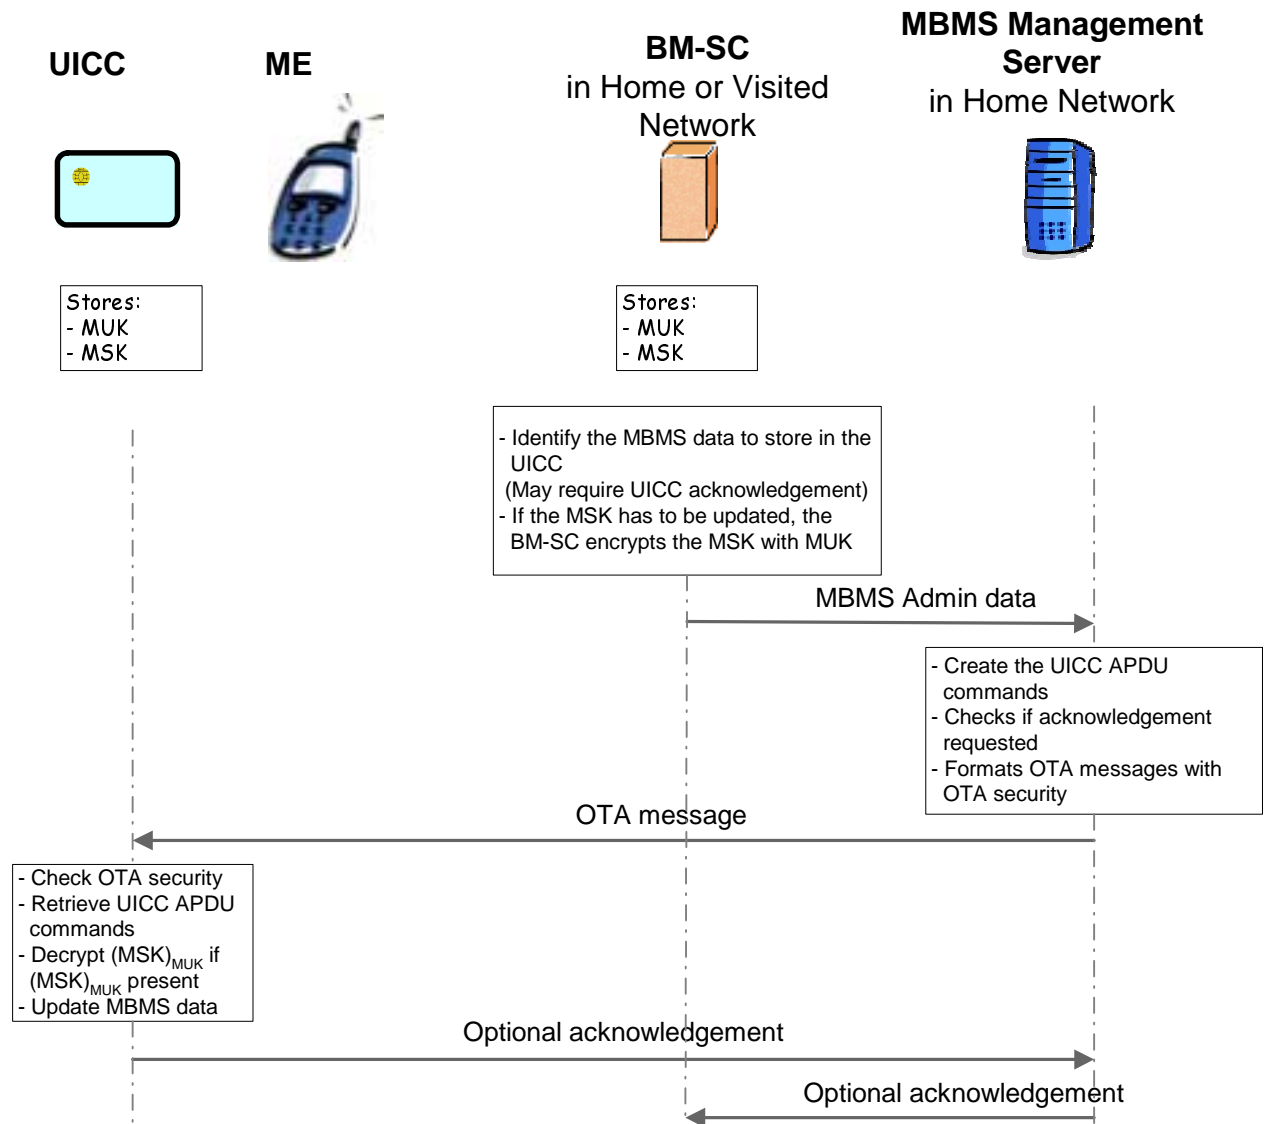 UICC
ME
BM-SC
in Home or Visited
Network
MBMS Management
Server
in Home Network
Stores:
- MUK
- MSK
Stores:
- MUK
- MSK
- Identify the MBMS data to store in the
UICC
(May require UICC acknowledgement)
- If the MSK has to be updated, the
BM-SC encrypts the MSK with MUK
MBMS Admin data
- Create the UICC APDU
commands
- Checks if acknowledgement
requested
- Formats OTA messages with
OTA security
OTA message
- Check OTA security
- Retrieve UICC APDU
commands
- Decrypt (MSK)MUK if
(MSK)MUK present
- Update MBMS data
Optional acknowledgement
Optional acknowledgement